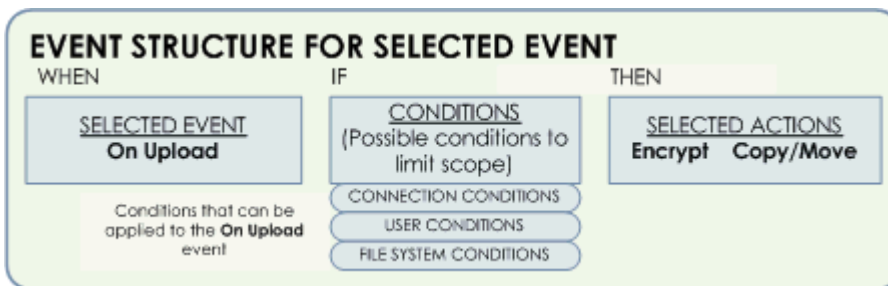 EVENT STRUCTURE FOR SELECTED EVENT
WHEN
IF
THEN
SELECTED EVENT
On Upload
CONDITIONS
(Possible conditions to
limit scope)
SELECTED ACTIONS
Encrypt Copy/Move
Conditions that can be
applied to the On Upload
event
CONNECTION CONDITIONS
USER CONDITIONS
FILE SYSTEM CONDITIONS